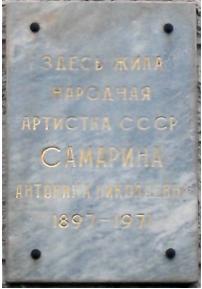 ЗДЕСЬ ЖИЛА
НАРОДНАЯ
АРТИСТКА СССР
САМАРИНА
АНТОНИНА НИКОЛАЕВНА
1897-1971